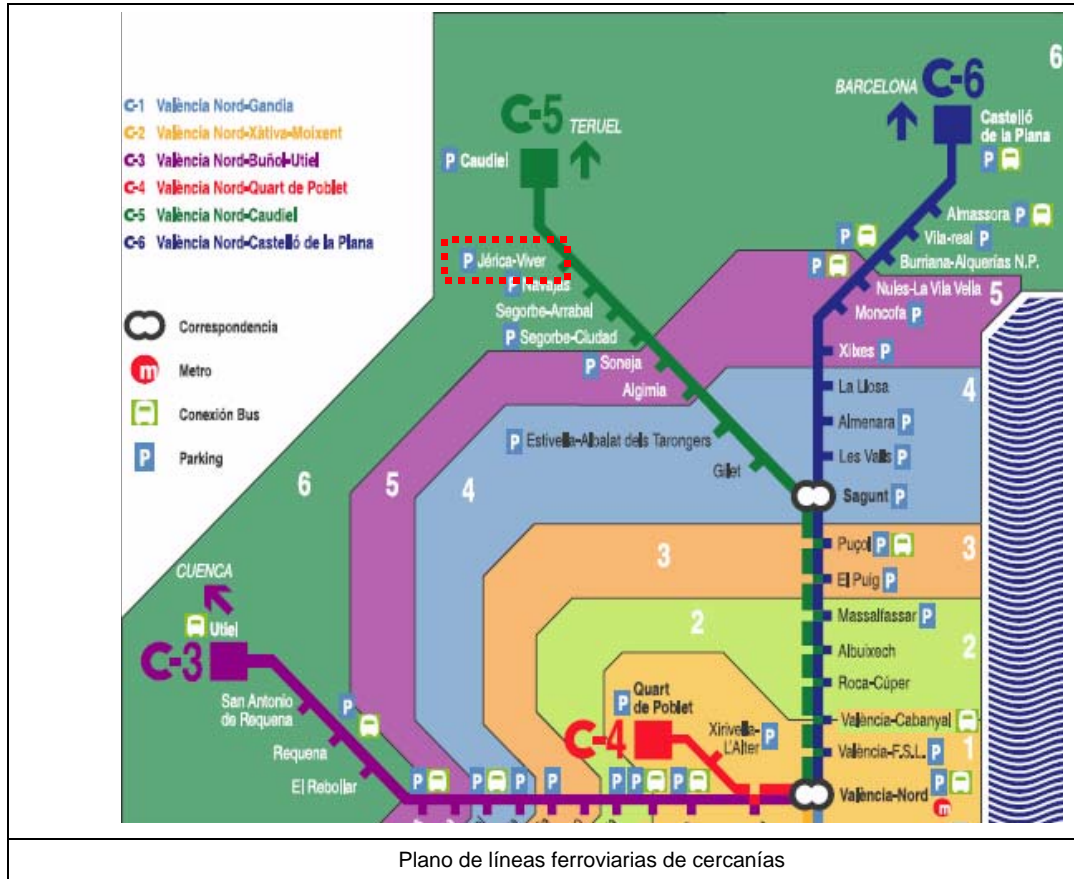 C-1 València Nord-Gandia
C-2 València Nord-Xàtiva-Moixent
C-3 València Nord-Buñol-Utiel
C-4 València Nord-Quart de Poblet
C-5 València Nord-Caudiel
C-6 València Nord-Castelló de la Plana
Correspondencia
m Metro
Conexión Bus
P Parking
C-5 TERUEL
P Caudiel
P Jérica-Viver
P Navajas
Segorbe-Arrabal
P Segorbe-Ciudad
P Soneja
Algimia
P Estivella-Albalat dels Tarongers
Gilet
BARCELONA C-6
6
Castelló
de la Plana
P
Almassora P
P Vila-real P
P Burriana-Alquerías N.P.
Nules-La Vila Vella 5
Moncofa P
Xilxes P
La Llosa 4
Almenara P
Les Valls P
Sagunt P
Puçol P 3
El Puig P
Massalfassar P
Albuixech 2
Roca-Cúper
València-Cabanyal
València-F.S.L. P 1
València-Nord P
m
6 5 4 3 2
CUENCA
Utiel
C-3
San Antonio
de Requena
P
Requena
El Rebollar
P P P P P P P
C-4
P Quart
de Poblet
Xirivella-
L'Alter P
Plano de líneas ferroviarias de cercanías